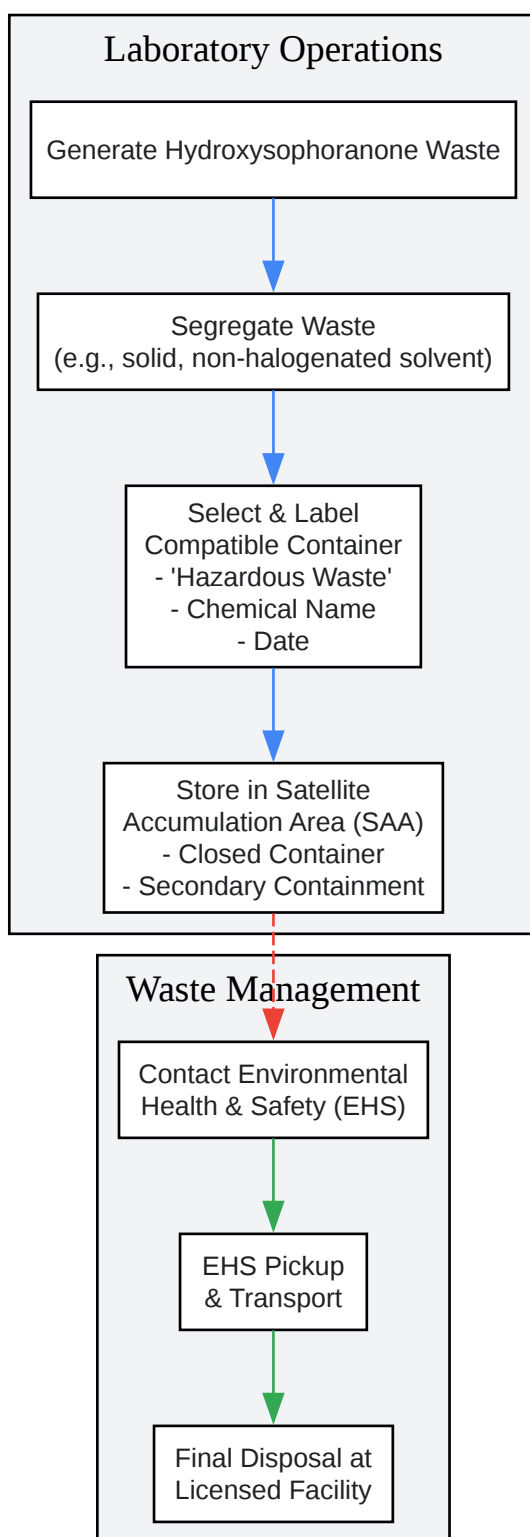 Laboratory Operations
Generate Hydroxysophoranone Waste
Segregate Waste
(e.g., solid, non-halogenated solvent)
Select & Label
Compatible Container
- 'Hazardous Waste'
- Chemical Name
- Date
Store in Satellite
Accumulation Area (SAA)
- Closed Container
- Secondary Containment
Waste Management
Contact Environmental
Health & Safety (EHS)
EHS Pickup
& Transport
Final Disposal at
Licensed Facility